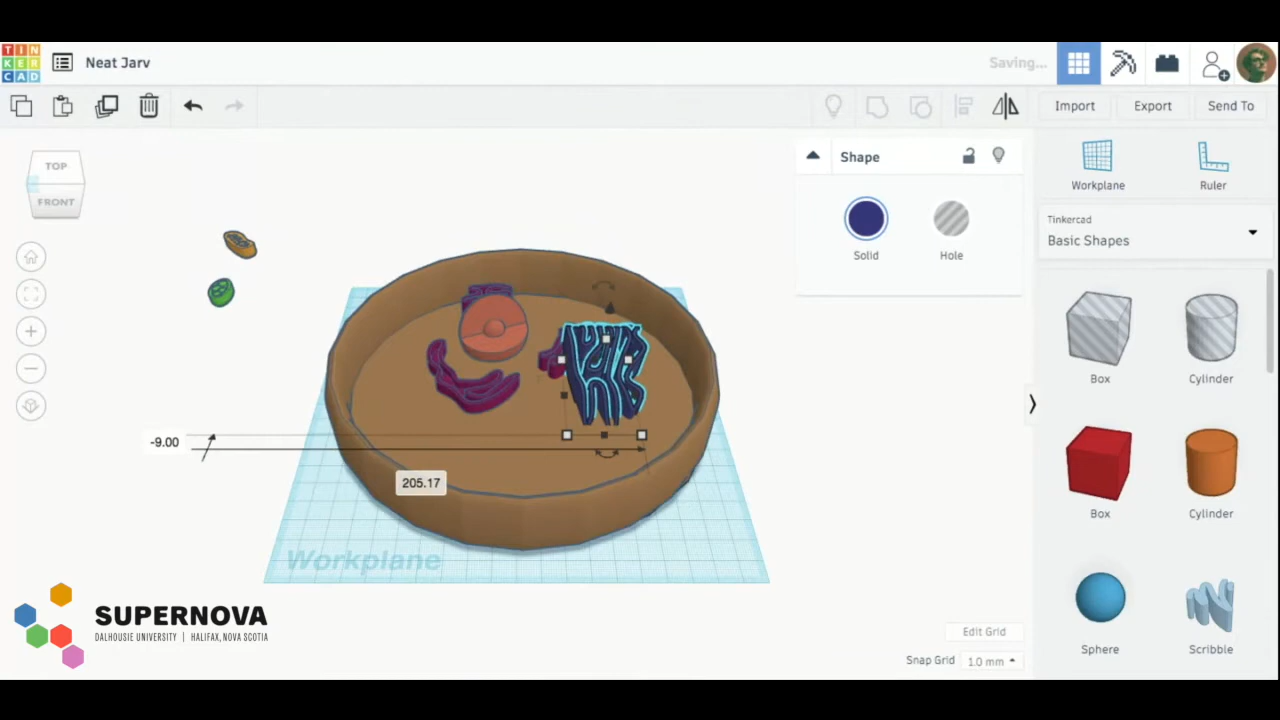 TIN
KER
CAD
Neat Jarv
Saving...
Import
Export
Send To
TOP
FRONT
Shape
Solid
Hole
Workplane
Ruler
Tinkercad
Basic Shapes
Box
Cylinder
Box
Cylinder
Sphere
Scribble
-9.00
205.17
Workplane
Edit Grid
Snap Grid
1.0 mm
SUPERNOVA
DALHOUSIE UNIVERSITY | HALIFAX, NOVA SCOTIA